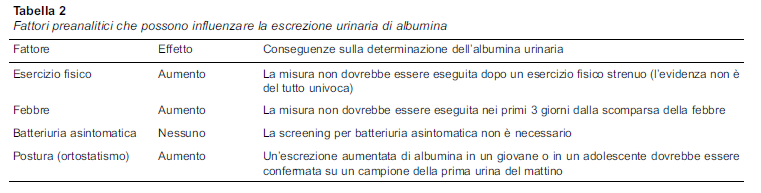 Tabella 2
Fattori preanalitici che possono influenzare la escrezione urinaria di albumina
Fattore Effetto Conseguenze sulla determinazione dell'albumina urinaria
Esercizio fisico Aumento La misura non dovrebbe essere eseguita dopo un esercizio fisico strenuo (l'evidenza non è
del tutto univoca)
Febbre Aumento La misura non dovrebbe essere eseguita nei primi 3 giorni dalla scomparsa della febbre
Batteriuria asintomatica Nessuno La screening per batteriuria asintomatica non è necessario
Postura (ortostatismo) Aumento Un'escrezione aumentata di albumina in un giovane o in un adolescente dovrebbe essere
confermata su un campione della prima urina del mattino